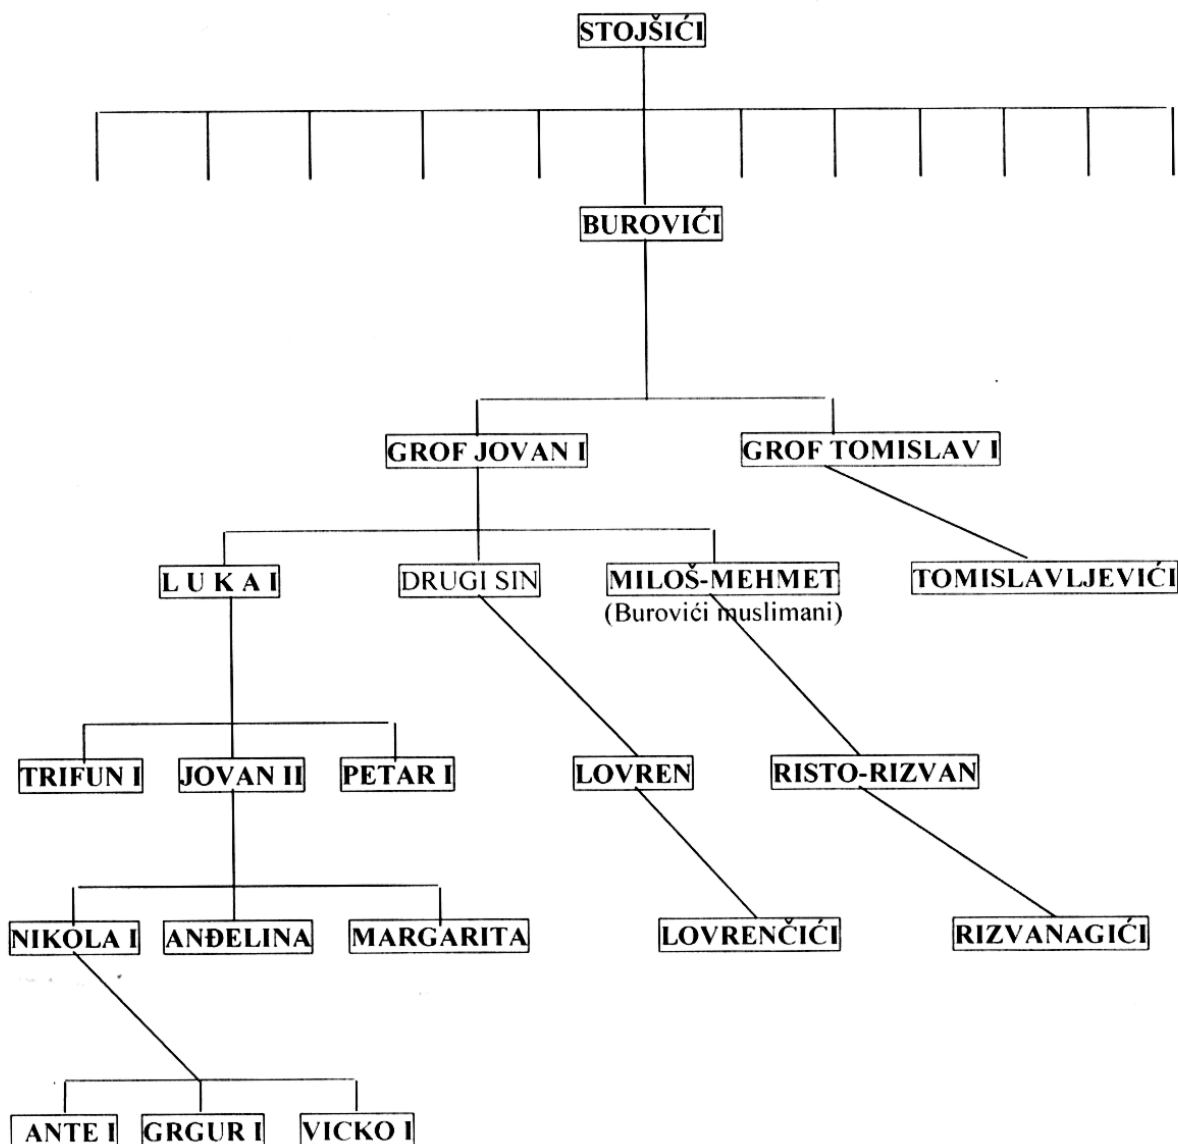 STOJŠIĆI
BUROVIĆI
GROF JOVAN I
GROF TOMISLAV I
L U K A I
DRUGI SIN
MILOŠ-MEHMET
(Burovići muslimani)
TOMISLAVLJEVIĆI
TRIFUN I
JOVAN II
PETAR I
LOVREN
RISTO-RIZVAN
NIKOLA I
ANĐELINA
MARGARITA
LOVRENČIĆI
RIZVANAGIĆI
ANTE I
GRGUR I
VICKO I